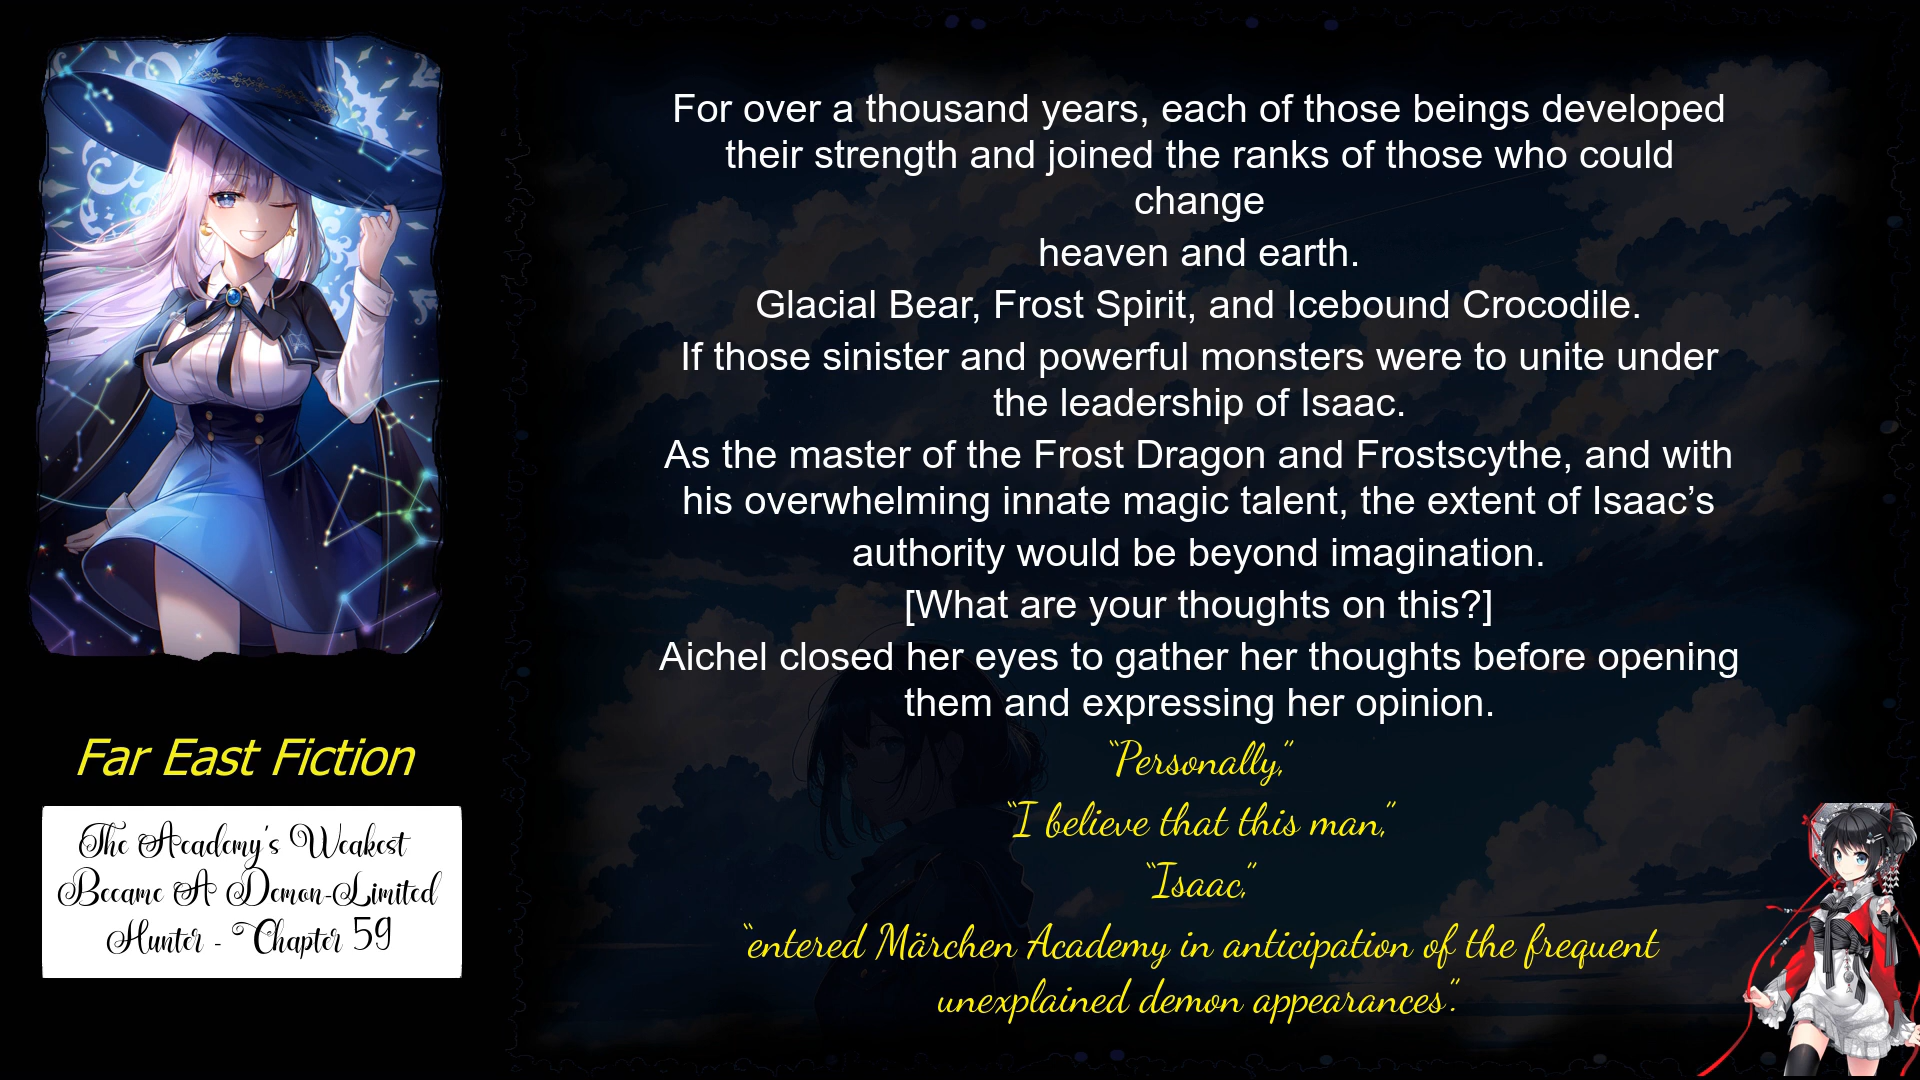 For over a thousand years, each of those beings developed
their strength and joined the ranks of those who could
change
heaven and earth.
Glacial Bear, Frost Spirit, and Icebound Crocodile.
If those sinister and powerful monsters were to unite under
the leadership of Isaac.
As the master of the Frost Dragon and Frostscythe, and with
his overwhelming innate magic talent, the extent of Isaac’s
authority would be beyond imagination.
[What are your thoughts on this?]
Aichel closed her eyes to gather her thoughts before opening
them and expressing her opinion.
“Personally,”
“I believe that this man,”
“Isaac,”
“entered Märchen Academy in anticipation of the frequent
unexplained demon appearances”.
Far East Fiction
The Academy's Weakest
Became A Demon-Limited
Hunter - Chapter 59